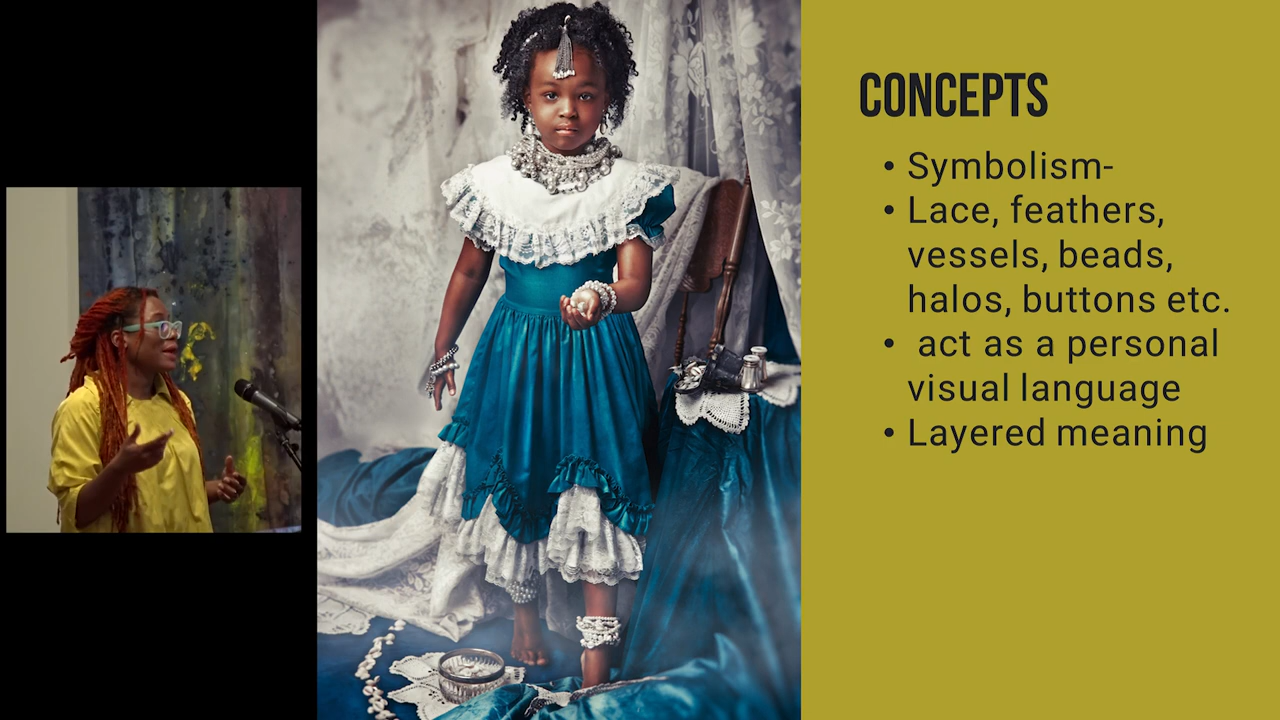 CONCEPTS
• Symbolism-
• Lace, feathers,
vessels, beads,
halos, buttons etc.
• act as a personal
visual language
• Layered meaning